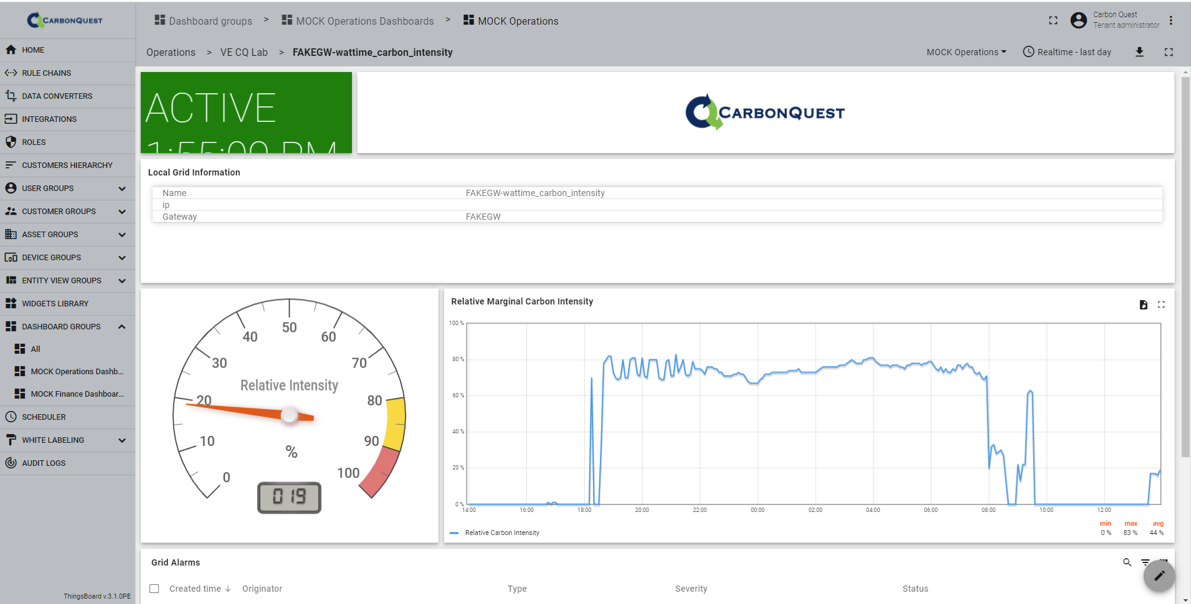 CARBONQUEST
Dashboard groups > MOCK Operations Dashboards > MOCK Operations
Carbon Quest
Tenant administrator
Operations > VE CQ Lab > FAKEGW-wattime_carbon_intensity
MOCK Operations
Realtime - last day
HOME
RULE CHAINS
DATA CONVERTERS
INTEGRATIONS
ROLES
CUSTOMERS HIERARCHY
USER GROUPS
CUSTOMER GROUPS
ASSET GROUPS
DEVICE GROUPS
ENTITY VIEW GROUPS
WIDGETS LIBRARY
DASHBOARD GROUPS
All
MOCK Operations Dashb...
MOCK Finance Dashboar...
SCHEDULER
WHITE LABELING
AUDIT LOGS
ThingsBoard v.3.1.0PE
ACTIVE
CARBONQUEST
Local Grid Information
Name FAKEGW-wattime_carbon_intensity
ip
Gateway FAKEGW
0 10 20 30 40 50 60 70 80 90 100
Relative Intensity
%
019
Relative Marginal Carbon Intensity
100 %
80 %
60 %
40 %
20 %
0 %
14:00 16:00 18:00 20:00 22:00 00:00 02:00 04:00 06:00 08:00 10:00 12:00
min max avg
Relative Carbon Intensity 0 % 83 % 44 %
Grid Alarms
Created time Originator Type Severity Status